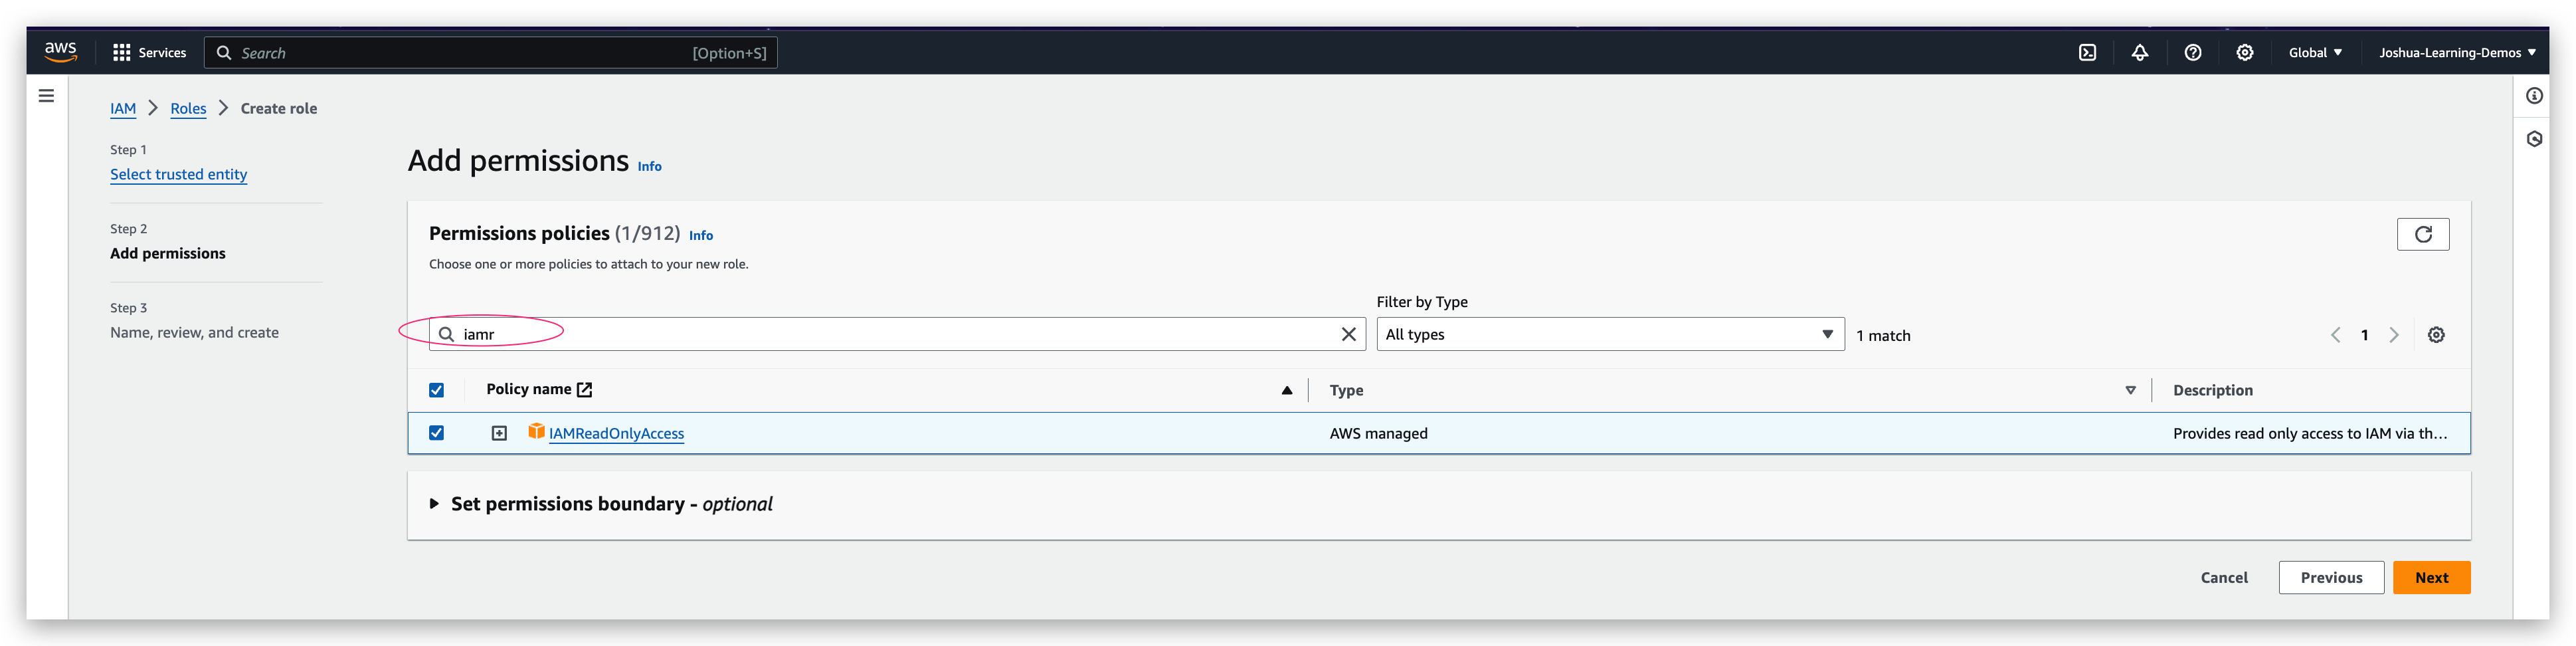 aws
Services
Search
[Option+S]
Global
Joshua-Learning-Demos
IAM
Roles
Create role
Step 1
Select trusted entity
Step 2
Add permissions
Step 3
Name, review, and create
Add permissions Info
Permissions policies (1/912) Info
Choose one or more policies to attach to your new role.
Filter by Type
iamr
All types
1 match
1
Policy name
Type
Description
IAMReadOnlyAccess
AWS managed
Provides read only access to IAM via th...
Set permissions boundary - optional
Cancel
Previous
Next